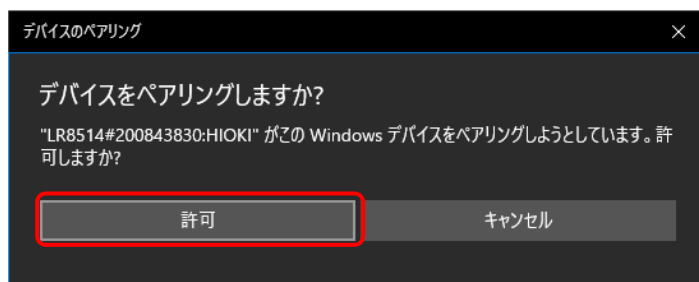 デバイスのペアリング
デバイスをペアリングしますか?
"LR8514#200843830:HIOKI" がこの Windows デバイスをペアリングしようとしています。許
可しますか?
許可
キャンセル